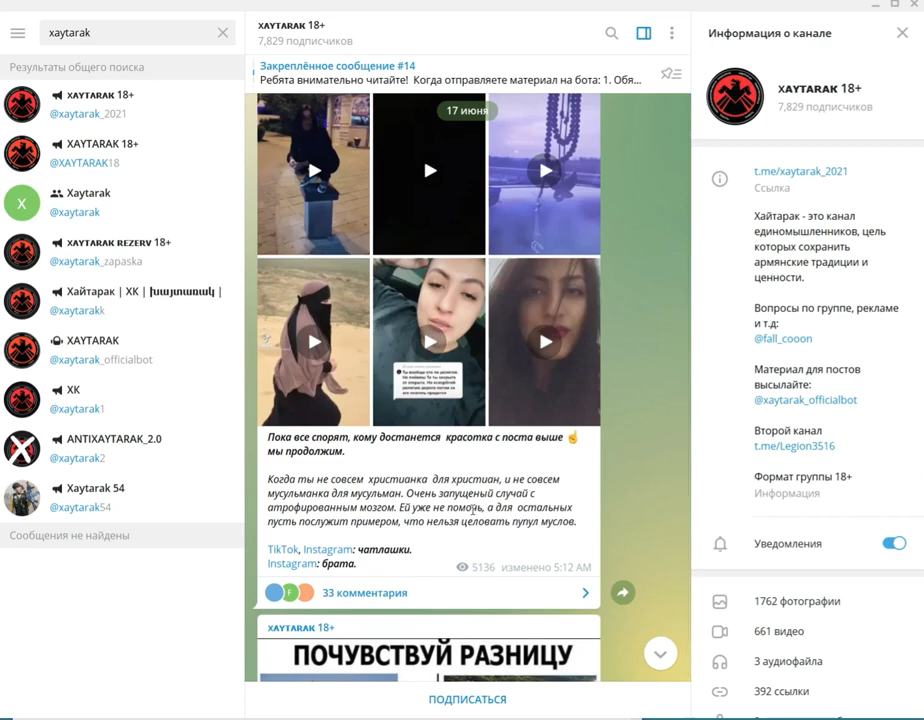 xaytarak
Результаты общего поиска
XAYTARAK 18+
@xaytarak_2021
XAYTARAK 18+
@XAYTARAK18
Xaytarak
@xaytarak
XAYTARAK REZERV 18+
@xaytarak_zapaska
Хайтарак | ХК | խայտառակ |
@xaytarakk
XAYTARAK
@xaytarak_officialbot
ХК
@xaytarak1
ANTIXAYTARAK_2.0
@xaytarak2
Xaytarak 54
@xaytarak54
Сообщения не найдены
XAYTARAK 18+
7,829 подписчиков
Закреплённое сообщение #14
Ребята внимательно читайте! Когда отправляете материал на бота: 1. Обя...
17 июня
Пока все спорят, кому достанется красотка с поста выше ☝
мы продолжим.
Когда ты не совсем христианка для христиан, и не совсем
мусульманка для мусульман. Очень запущеный случай с
атрофированным мозгом. Ей уже не помочь, а для остальных
пусть послужит примером, что нельзя целовать пупул муслов.
TikTok, Instagram: чатлашки.
Instagram: брата.
5136 изменено 5:12 AM
F
33 комментария
XAYTARAK 18+
ПОЧУВСТВУЙ РАЗНИЦУ
ПОДПИСАТЬСЯ
Информация о канале
XAYTARAK 18+
7,829 подписчиков
t.me/xaytarak_2021
Ссылка
Хайтарак - это канал
единомышленников, цель
которых сохранить
армянские традиции и
ценности.
Вопросы по группе, рекламе
и т.д:
@fall_cooon
Материал для постов
высылайте:
@xaytarak_officialbot
Второй канал
t.me/Legion3516
Формат группы 18+
Информация
Уведомления
1762 фотографии
661 видео
3 аудиофайла
392 ссылки